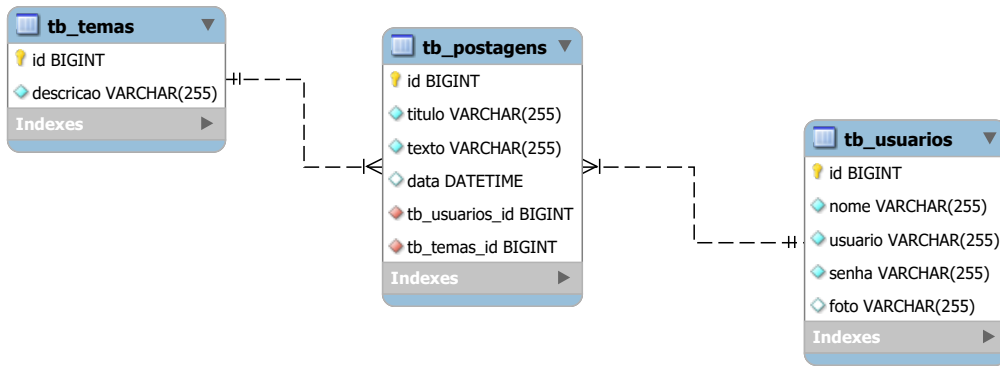 tb_temas
id BIGINT
descricao VARCHAR(255)
Indexes
tb_postagens
id BIGINT
titulo VARCHAR(255)
texto VARCHAR(255)
data DATETIME
tb_usuarios_id BIGINT
tb_temas_id BIGINT
Indexes
tb_usuarios
id BIGINT
nome VARCHAR(255)
usuario VARCHAR(255)
senha VARCHAR(255)
foto VARCHAR(255)
Indexes